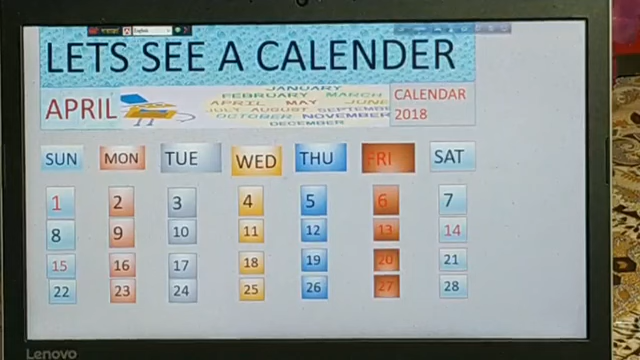 English
LETS SEE A CALENDER
APRIL
JANUARY
FEBRUARY MARCH
APRIL MAY JUNE
JULY AUGUST SEPTEMBE
OCTOBER NOVEMBER
DECEMBER
CALENDAR
2018
SUN MON TUE WED THU FRI SAT
1 2 3 4 5 6 7
8 9 10 11 12 13 14
15 16 17 18 19 20 21
22 23 24 25 26 27 28
Lenovo